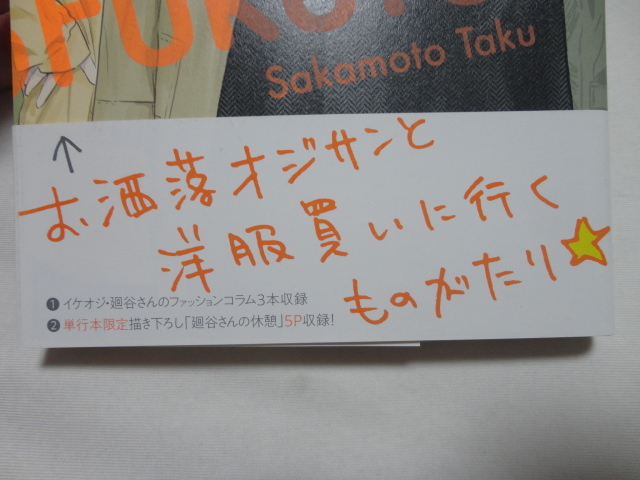 FUKU
Sakamoto Taku
お洒落オジサンと
洋服買いに行く
ものがたり
❶イケオジ・廻谷さんのファッションコラム3本収録
❷単行本限定描き下ろし「廻谷さんの休憩」5P収録!